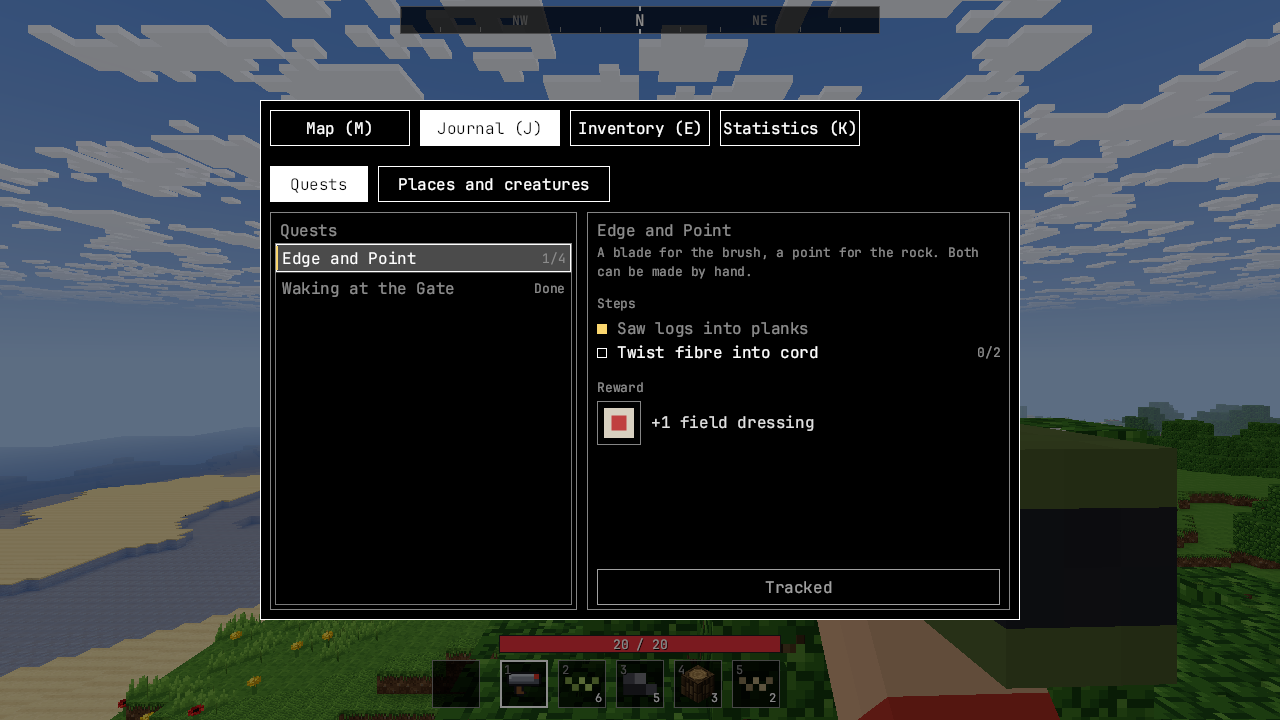 NW N NE
Map (M) Journal (J) Inventory (E) Statistics (K)
Quests Places and creatures
Quests
Edge and Point 1/4
Waking at the Gate Done
Edge and Point
A blade for the brush, a point for the rock. Both
can be made by hand.
Steps
Saw logs into planks
Twist fibre into cord 0/2
Reward
+1 field dressing
Tracked
20 / 20
1 2 3 4 5
6 5 3 2